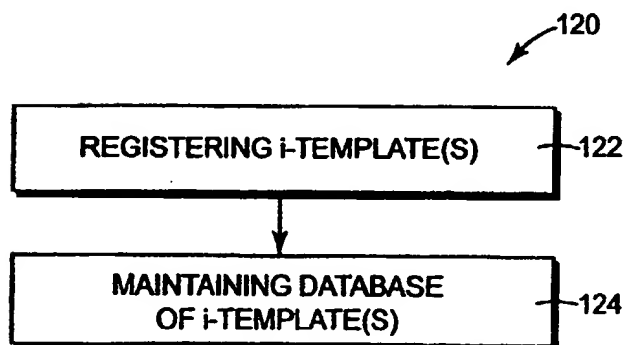 120
REGISTERING i-TEMPLATE(S)
122
MAINTAINING DATABASE
OF i-TEMPLATE(S)
124